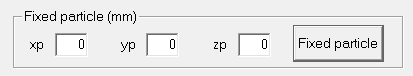 Fixed particle (mm)
xp 0 yp 0 zp 0 Fixed particle